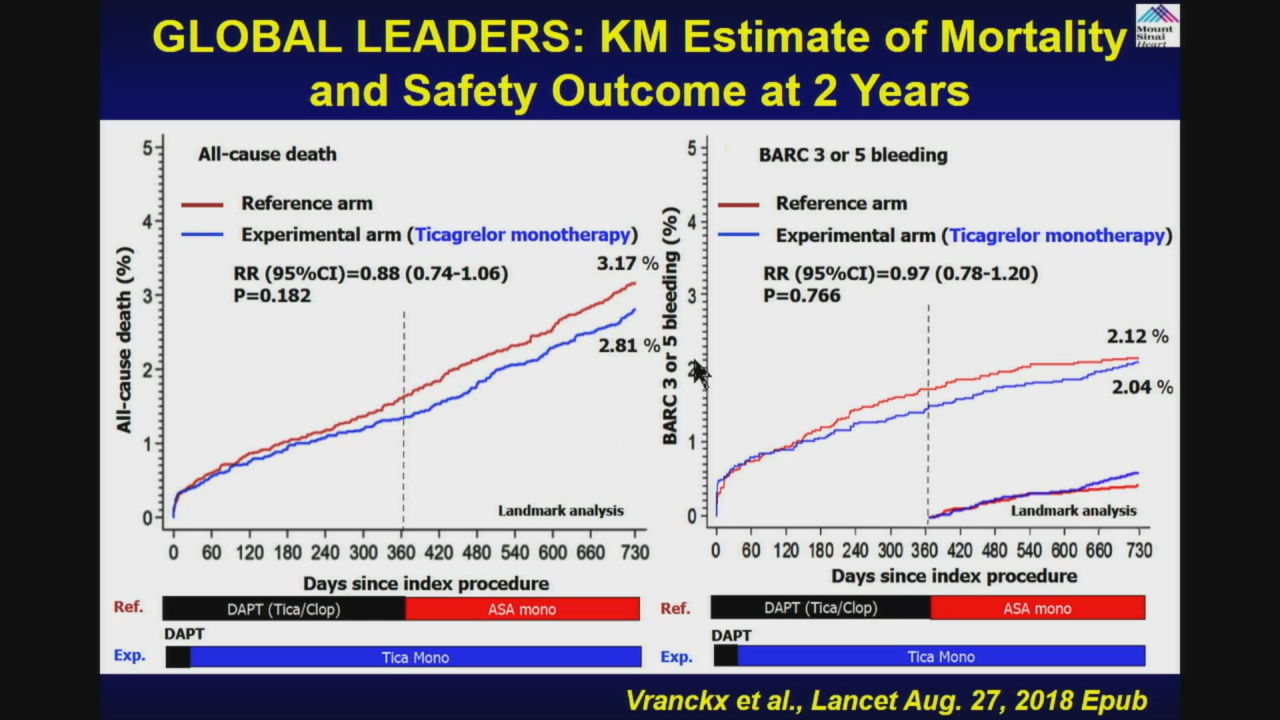 GLOBAL LEADERS: KM Estimate of Mortality
and Safety Outcome at 2 Years
Mount
Sinai
Heart
All-cause death
Reference arm
Experimental arm (Ticagrelor monotherapy)
RR (95%CI)=0.88 (0.74-1.06)
P=0.182
3.17 %
2.81 %
All-cause death (%)
5
4
3
2
1
0
Landmark analysis
0 60 120 180 240 300 360 420 480 540 600 660 730
Days since index procedure
Ref. DAPT (Tica/Clop) ASA mono
DAPT
Exp. Tica Mono
BARC 3 or 5 bleeding
Reference arm
Experimental arm (Ticagrelor monotherapy)
RR (95%CI)=0.97 (0.78-1.20)
P=0.766
2.12 %
2.04 %
BARC 3 or 5 bleeding (%)
5
4
3
2
1
0
Landmark analysis
0 60 120 180 240 300 360 420 480 540 600 660 730
Days since index procedure
Ref. DAPT (Tica/Clop) ASA mono
DAPT
Exp. Tica Mono
Vranckx et al., Lancet Aug. 27, 2018 Epub